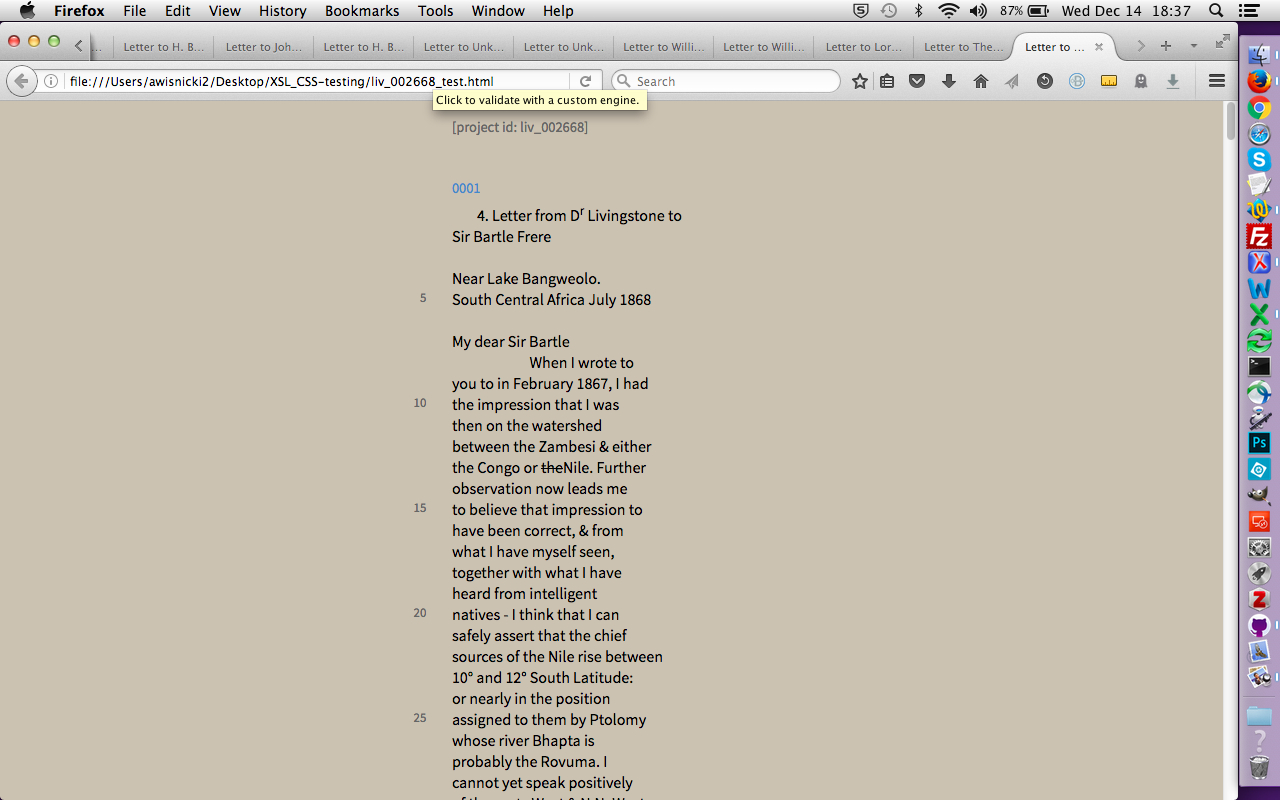 Firefox File Edit View History Bookmarks Tools Window Help 87% Wed Dec 14 18:37
Letter to H. B... Letter to Joh... Letter to H. B... Letter to Unk... Letter to Unk... Letter to Willi... Letter to Willi... Letter to Lor... Letter to The... Letter to ...
file:///Users/awisnicki2/Desktop/XSL_CSS-testing/liv_002668_test.html Search
Click to validate with a custom engine.
[project id: liv_002668]
0001
4. Letter from Dʳ Livingstone to
Sir Bartle Frere
Near Lake Bangweolo.
5 South Central Africa July 1868
My dear Sir Bartle
When I wrote to
you to in February 1867, I had
10 the impression that I was
then on the watershed
between the Zambesi & either
the Congo or theNile. Further
observation now leads me
15 to believe that impression to
have been correct, & from
what I have myself seen,
together with what I have
heard from intelligent
20 natives - I think that I can
safely assert that the chief
sources of the Nile rise between
10° and 12° South Latitude:
or nearly in the position
25 assigned to them by Ptolomy
whose river Bhapta is
probably the Rovuma. I
cannot yet speak positively